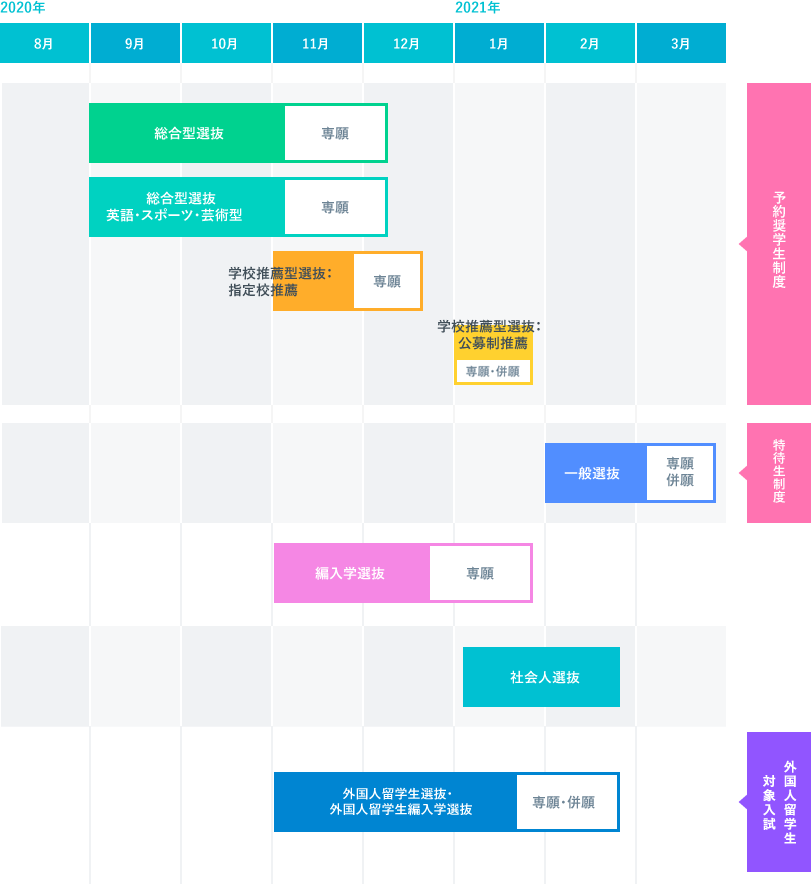 2020年
2021年
8月
9月
10月
11月
12月
1月
2月
3月
総合型選抜
専願
総合型選抜
英語・スポーツ・芸術型
専願
学校推薦型選抜：
指定校推薦
専願
学校推薦型選抜：
公募制推薦
専願・併願
予約奨学生制度
一般選抜
専願
併願
特待生制度
編入学選抜
専願
社会人選抜
外国人留学生選抜・
外国人留学生編入学選抜
専願・併願
外国人留学生
対象入試